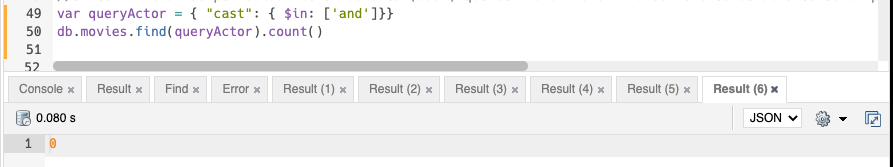 49 var queryActor = { "cast": { $in: ['and']}}
50 db.movies.find(queryActor).count()
51
52
Console × Result × Find × Error × Result (1) × Result (2) × Result (3) × Result (4) × Result (5) × Result (6) ×
0.080 s JSON
1 0